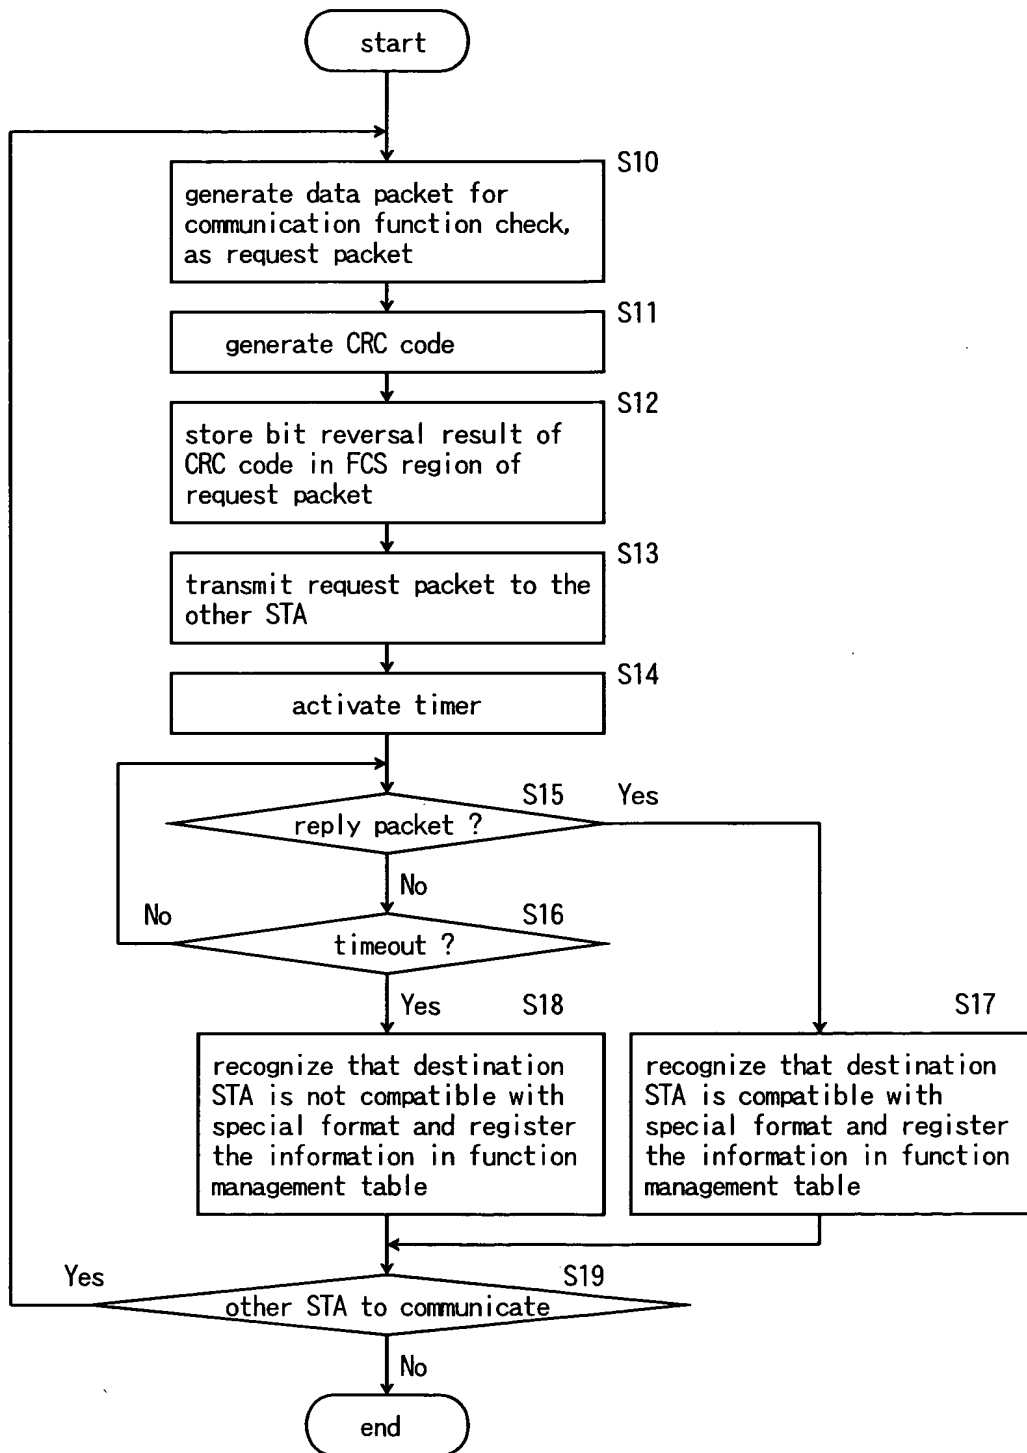 start
S10
generate data packet for
communication function check,
as request packet
S11
generate CRC code
S12
store bit reversal result of
CRC code in FCS region of
request packet
S13
transmit request packet to the
other STA
S14
activate timer
S15
Yes
reply packet ?
No
No
S16
timeout ?
Yes
S18
S17
recognize that destination
STA is not compatible with
special format and register
the information in function
management table
recognize that destination
STA is compatible with
special format and register
the information in function
management table
Yes
S19
other STA to communicate
No
end